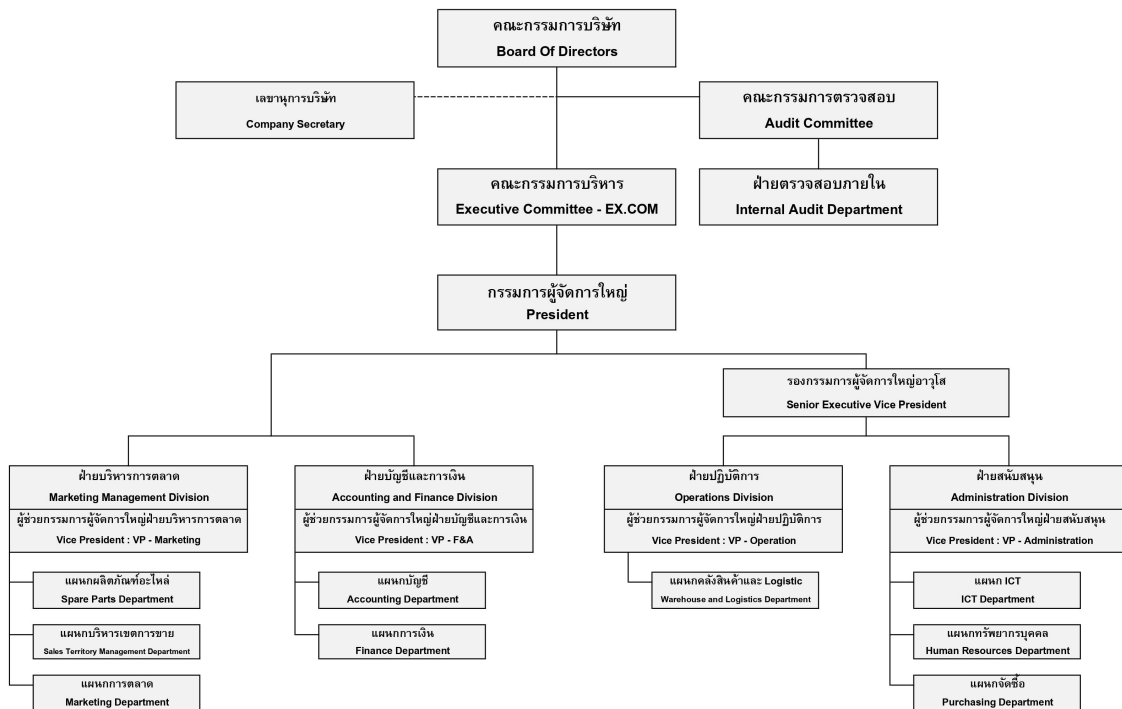 คณะกรรมการบริษัท
Board Of Directors
เลขานุการบริษัท
Company Secretary
คณะกรรมการตรวจสอบ
Audit Committee
คณะกรรมการบริหาร
Executive Committee - EX.COM
ฝ่ายตรวจสอบภายใน
Internal Audit Department
กรรมการผู้จัดการใหญ่
President
รองกรรมการผู้จัดการใหญ่อาวุโส
Senior Executive Vice President
ฝ่ายบริหารการตลาด
Marketing Management Division
ผู้ช่วยกรรมการผู้จัดการใหญ่ฝ่ายบริหารการตลาด
Vice President : VP - Marketing
แผนกผลิตภัณฑ์อะไหล่
Spare Parts Department
แผนกบริหารเขตการขาย
Sales Territory Management Department
แผนกการตลาด
Marketing Department
ฝ่ายบัญชีและการเงิน
Accounting and Finance Division
ผู้ช่วยกรรมการผู้จัดการใหญ่ฝ่ายบัญชีและการเงิน
Vice President : VP - F&A
แผนกบัญชี
Accounting Department
แผนกการเงิน
Finance Department
ฝ่ายปฏิบัติการ
Operations Division
ผู้ช่วยกรรมการผู้จัดการใหญ่ฝ่ายปฏิบัติการ
Vice President : VP - Operation
แผนกคลังสินค้าและ Logistic
Warehouse and Logistics Department
ฝ่ายสนับสนุน
Administration Division
ผู้ช่วยกรรมการผู้จัดการใหญ่ฝ่ายสนับสนุน
Vice President : VP - Administration
แผนก ICT
ICT Department
แผนกทรัพยากรบุคคล
Human Resources Department
แผนกจัดซื้อ
Purchasing Department